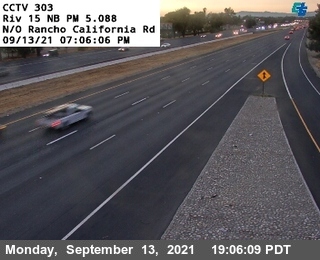 CCTV 303
Riv 15 NB PM 5.088
N/O Rancho California Rd
09/13/21 07:06:06 PM
Monday, September 13, 2021 19:06:09 PDT